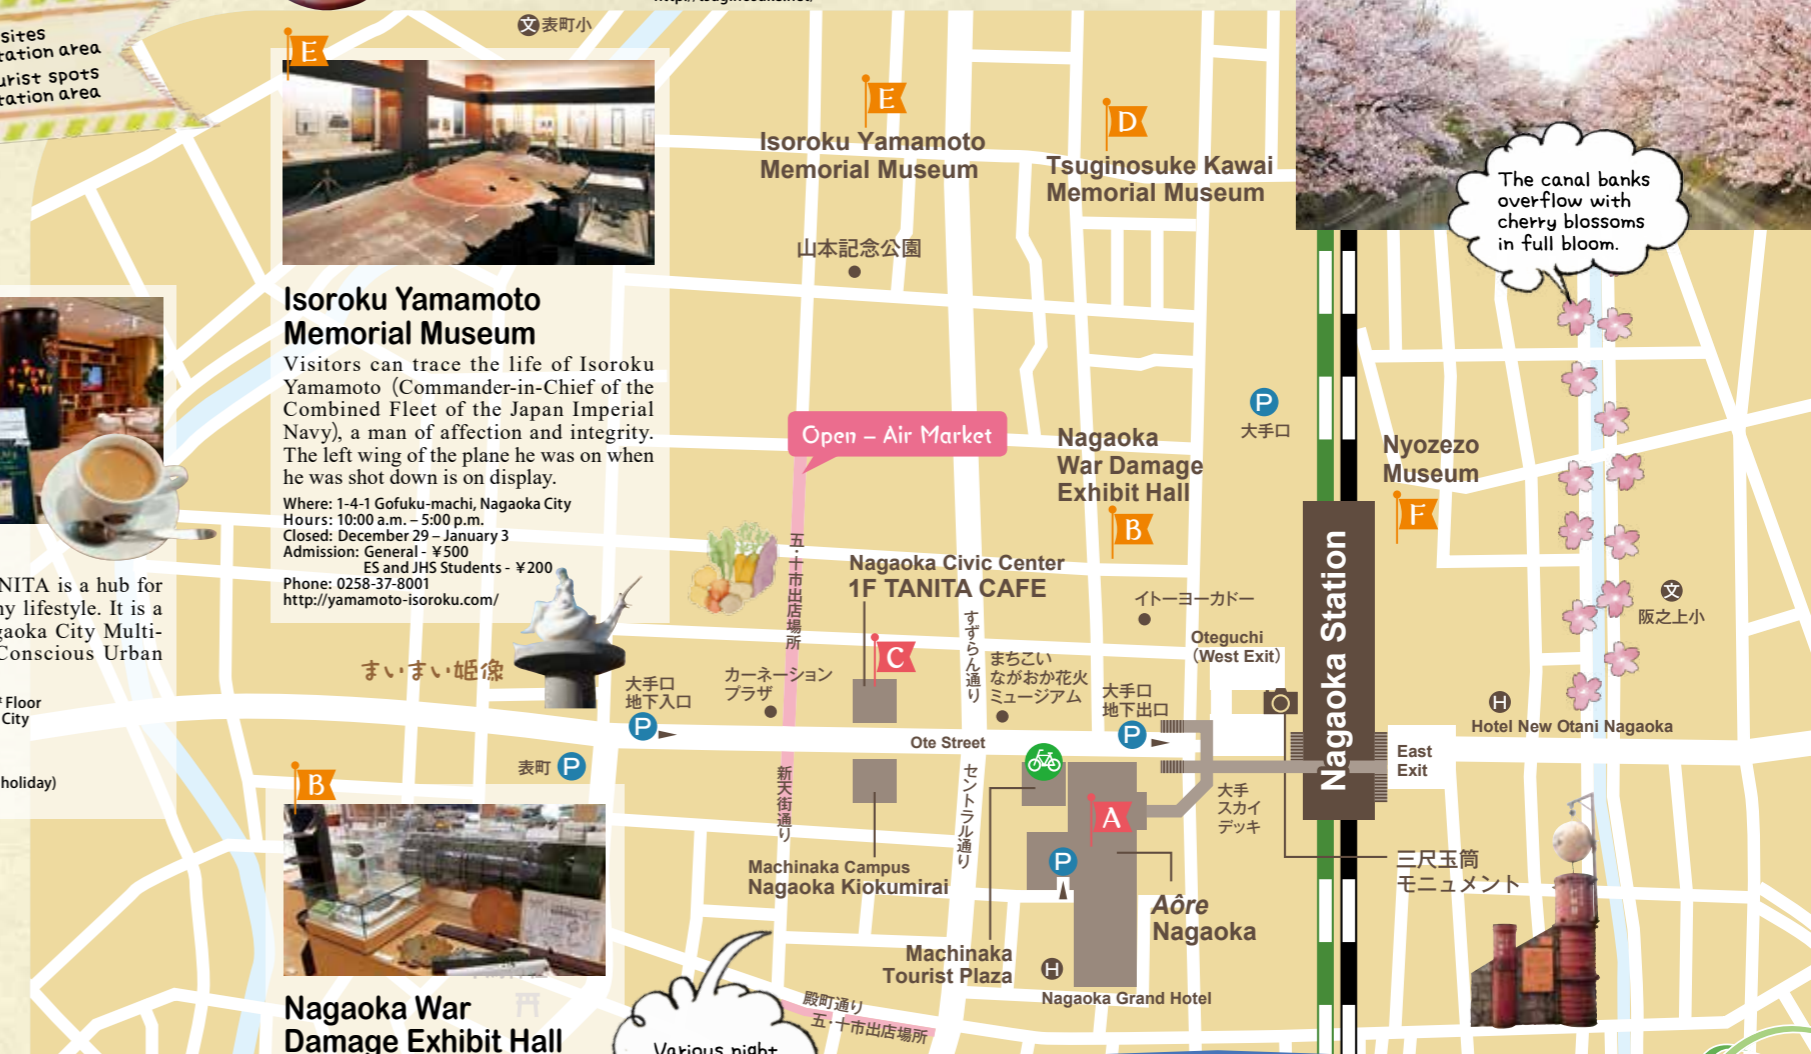 sites
tation area
urist spots
tation area
E
文表町小
Isoroku Yamamoto
Memorial Museum
Visitors can trace the life of Isoroku
Yamamoto (Commander-in-Chief of the
Combined Fleet of the Japan Imperial
Navy), a man of affection and integrity.
The left wing of the plane he was on when
he was shot down is on display.
Where: 1-4-1 Gofuku-machi, Nagaoka City
Hours: 10:00 a.m. – 5:00 p.m.
Closed: December 29 – January 3
Admission: General - ¥500
ES and JHS Students - ¥200
Phone: 0258-37-8001
http://yamamoto-isoroku.com/
E
Isoroku Yamamoto
Memorial Museum
D
Tsuginosuke Kawai
Memorial Museum
The canal banks
overflow with
cherry blossoms
in full bloom.
山本記念公園
Open – Air Market
P
大手口
Nagaoka
War Damage
Exhibit Hall
B
Nyozezo
Museum
F
五・十市出店場所
Nagaoka Civic Center
1F TANITA CAFE
C
イトーヨーカドー
Oteguchi
(West Exit)
Nagaoka Station
文
阪之上小
NITA is a hub for
hy lifestyle. It is a
gaoka City Multi-
Conscious Urban
Floor
City
holiday)
まいまい姫像
大手口
地下入口
P
カーネーション
プラザ
すずらん通り
まちこい
ながおか花火
ミュージアム
大手口
地下出口
P
H
Hotel New Otani Nagaoka
Ote Street
East
Exit
表町 P
新天街通り
セントラル通り
大手
スカイ
デッキ
A
P
Machinaka Campus
Nagaoka Kiokumirai
三尺玉筒
モニュメント
Aôre
Nagaoka
Machinaka
Tourist Plaza
H
Nagaoka Grand Hotel
殿町通り
五・十市出店場所
B
Nagaoka War
Damage Exhibit Hall
Various night